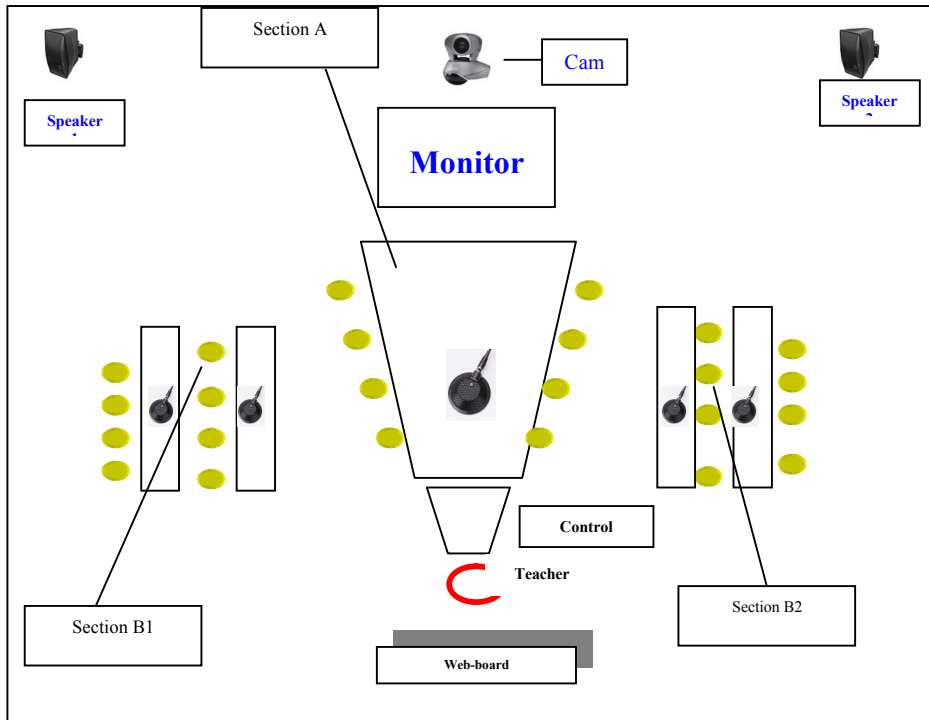 Section A
Cam
Speaker
Speaker
Monitor
Control
Teacher
Section B1
Section B2
Web-board